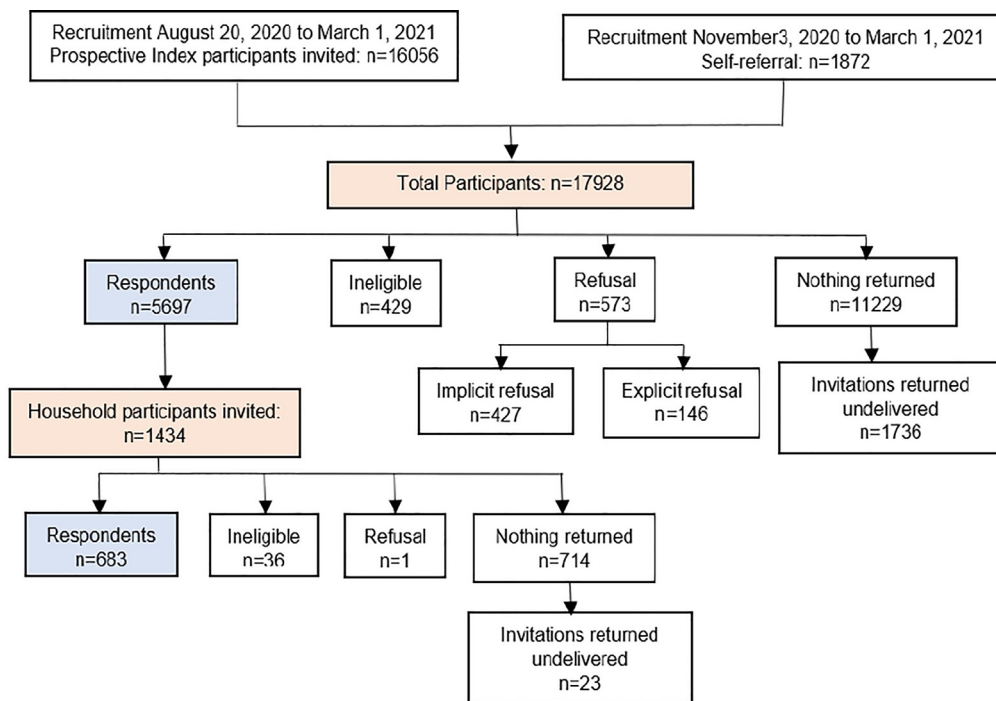 Recruitment August 20, 2020 to March 1, 2021
Prospective Index participants invited: n=16056
Recruitment November3, 2020 to March 1, 2021
Self-referral: n=1872
Total Participants: n=17928
Respondents
n=5697
Ineligible
n=429
Refusal
n=573
Nothing returned
n=11229
Implicit refusal
n=427
Explicit refusal
n=146
Invitations returned
undelivered
n=1736
Household participants invited:
n=1434
Respondents
n=683
Ineligible
n=36
Refusal
n=1
Nothing returned
n=714
Invitations returned
undelivered
n=23